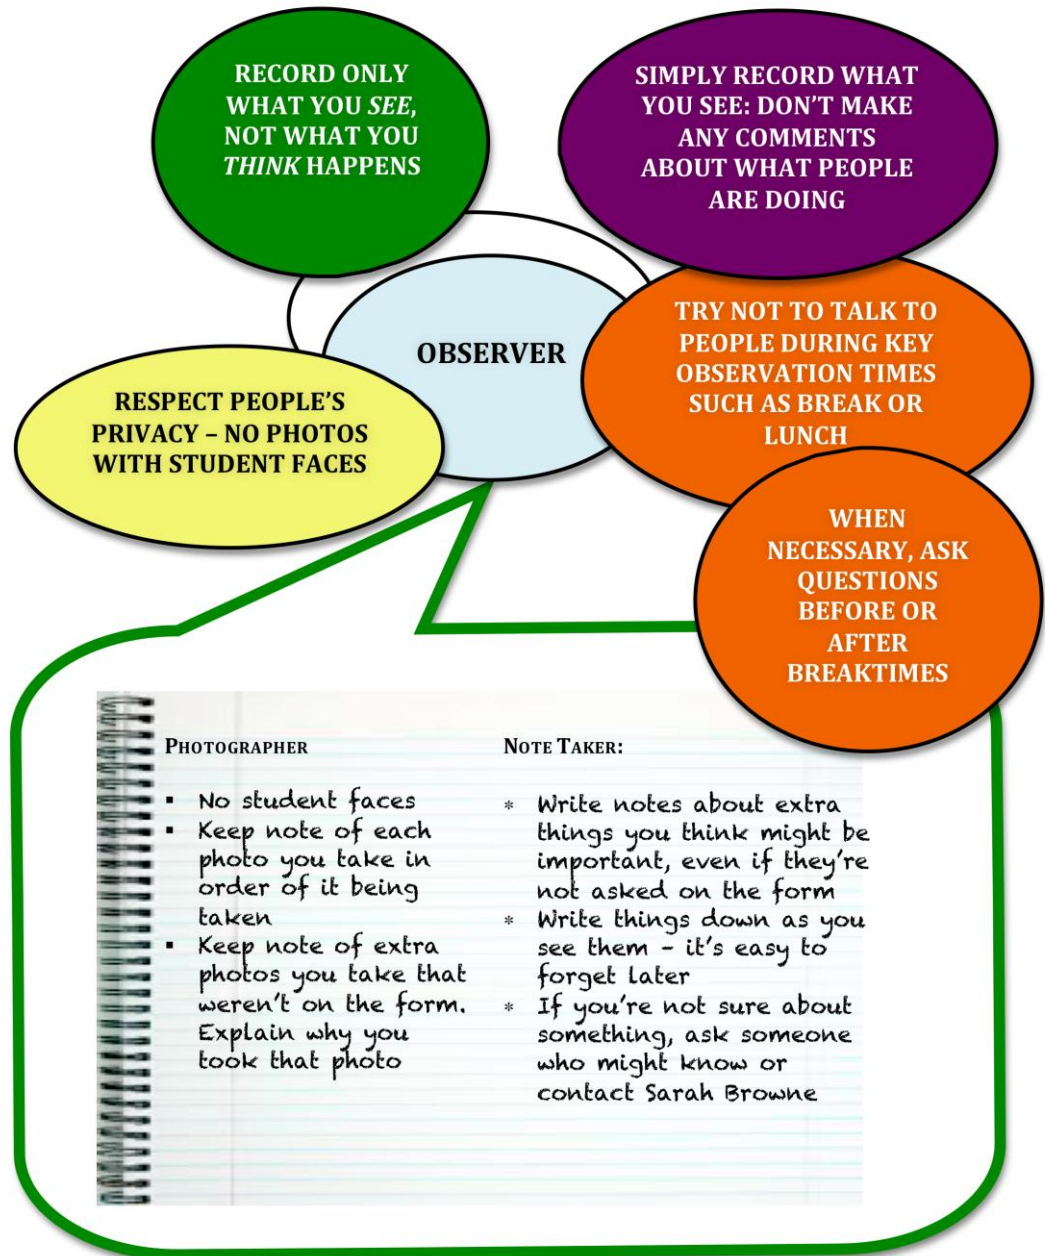 RECORD ONLY
WHAT YOU SEE,
NOT WHAT YOU
THINK HAPPENS
SIMPLY RECORD WHAT
YOU SEE: DON'T MAKE
ANY COMMENTS
ABOUT WHAT PEOPLE
ARE DOING
OBSERVER
TRY NOT TO TALK TO
PEOPLE DURING KEY
OBSERVATION TIMES
SUCH AS BREAK OR
LUNCH
RESPECT PEOPLE'S
PRIVACY – NO PHOTOS
WITH STUDENT FACES
WHEN
NECESSARY, ASK
QUESTIONS
BEFORE OR
AFTER
BREAKTIMES
PHOTOGRAPHER
▪ No student faces
▪ Keep note of each
photo you take in
order of it being
taken
▪ Keep note of extra
photos you take that
weren't on the form.
Explain why you
took that photo
NOTE TAKER:
* Write notes about extra
things you think might be
important, even if they're
not asked on the form
* Write things down as you
see them – it's easy to
forget later
* If you're not sure about
something, ask someone
who might know or
contact Sarah Browne